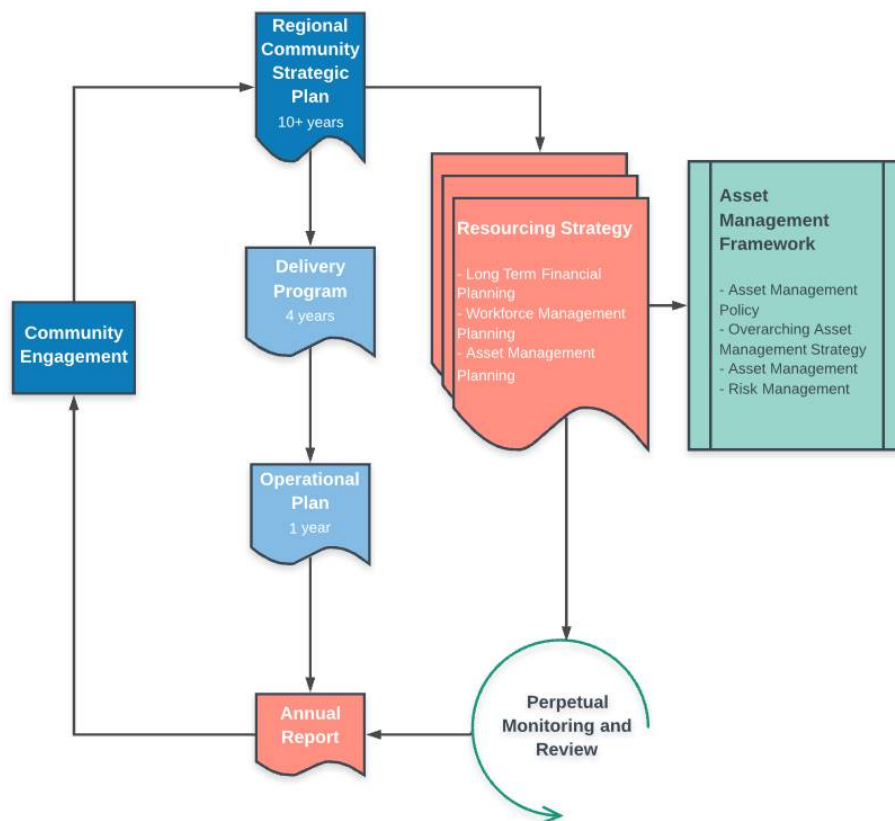 Regional
Community
Strategic
Plan
10+ years
Delivery
Program
4 years
Community
Engagement
Operational
Plan
1 year
Annual
Report
Resourcing Strategy
- Long Term Financial
Planning
- Workforce Management
Planning
- Asset Management
Planning
Asset
Management
Framework
- Asset Management
Policy
- Overarching Asset
Management Strategy
- Asset Management
- Risk Management
Perpetual
Monitoring and
Review